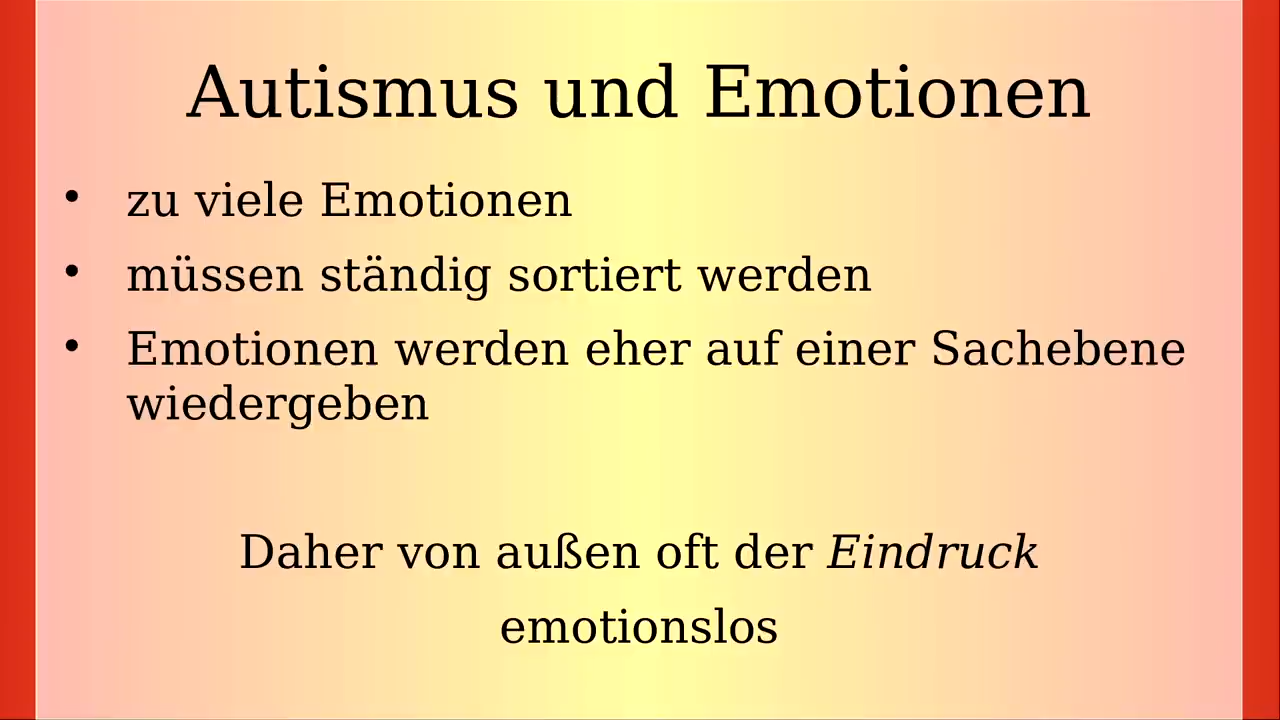 Autismus und Emotionen
• zu viele Emotionen
• müssen ständig sortiert werden
• Emotionen werden eher auf einer Sachebene
wiedergeben
Daher von außen oft der Eindruck
emotionslos